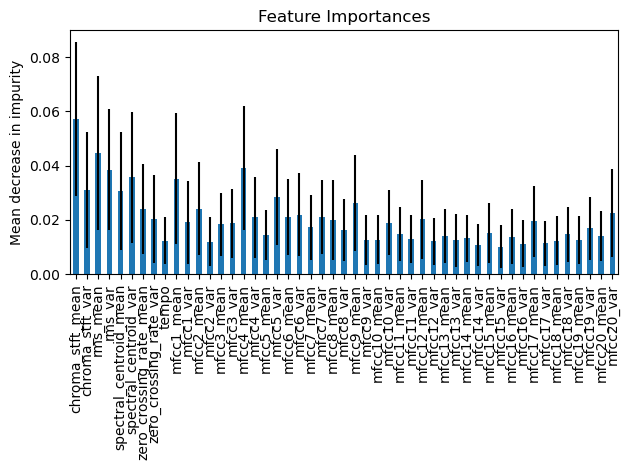 Feature Importances
Mean decrease in impurity
0.08
0.06
0.04
0.02
0.00
chroma_stft_mean
chroma_stft_var
rms_mean
rms_var
spectral_centroid_mean
spectral_centroid_var
zero_crossing_rate_mean
zero_crossing_rate_var
tempo
mfcc1_mean
mfcc1_var
mfcc2_mean
mfcc2_var
mfcc3_mean
mfcc3_var
mfcc4_mean
mfcc4_var
mfcc5_mean
mfcc5_var
mfcc6_mean
mfcc6_var
mfcc7_mean
mfcc7_var
mfcc8_mean
mfcc8_var
mfcc9_mean
mfcc9_var
mfcc10_mean
mfcc10_var
mfcc11_mean
mfcc11_var
mfcc12_mean
mfcc12_var
mfcc13_mean
mfcc13_var
mfcc14_mean
mfcc14_var
mfcc15_mean
mfcc15_var
mfcc16_mean
mfcc16_var
mfcc17_mean
mfcc17_var
mfcc18_mean
mfcc18_var
mfcc19_mean
mfcc19_var
mfcc20_mean
mfcc20_var